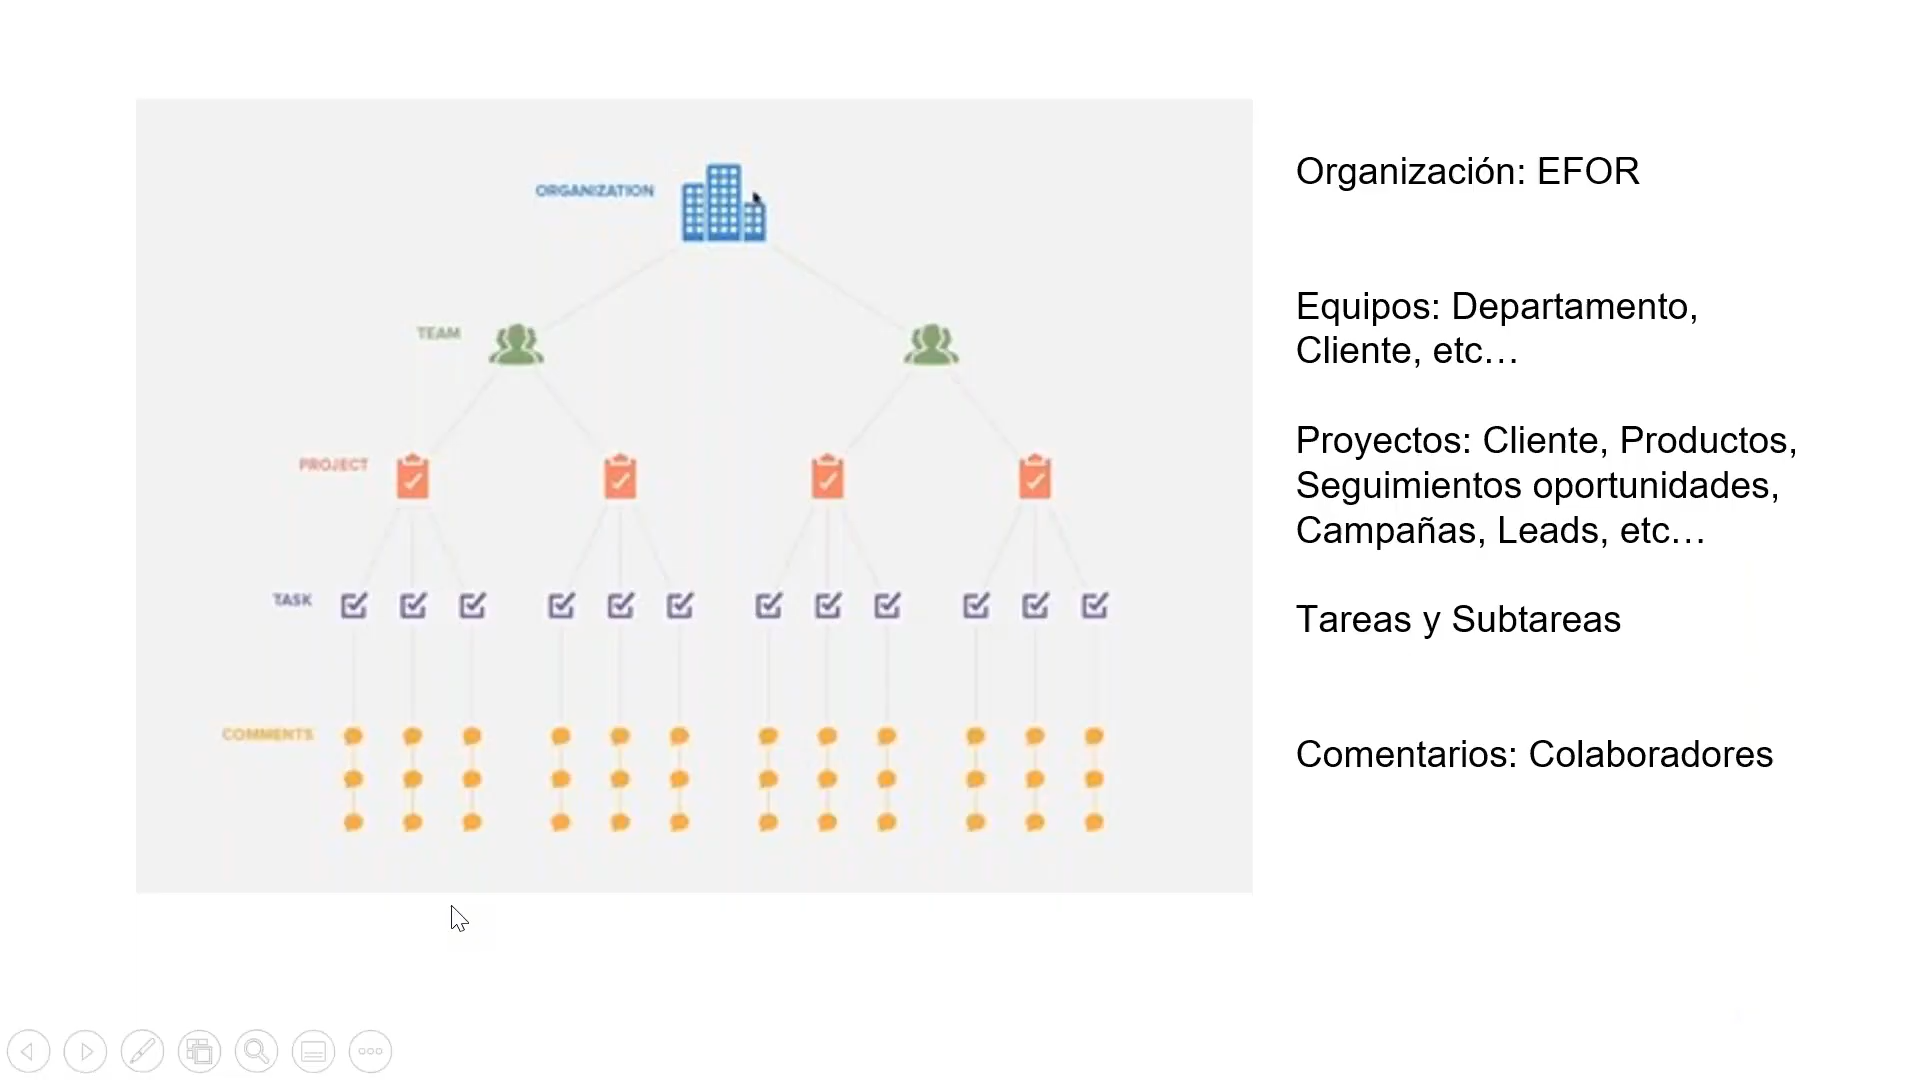 ORGANIZATION
TEAM
PROJECT
TASK
COMMENTS
Organización: EFOR
Equipos: Departamento,
Cliente, etc…
Proyectos: Cliente, Productos,
Seguimientos oportunidades,
Campañas, Leads, etc…
Tareas y Subtareas
Comentarios: Colaboradores